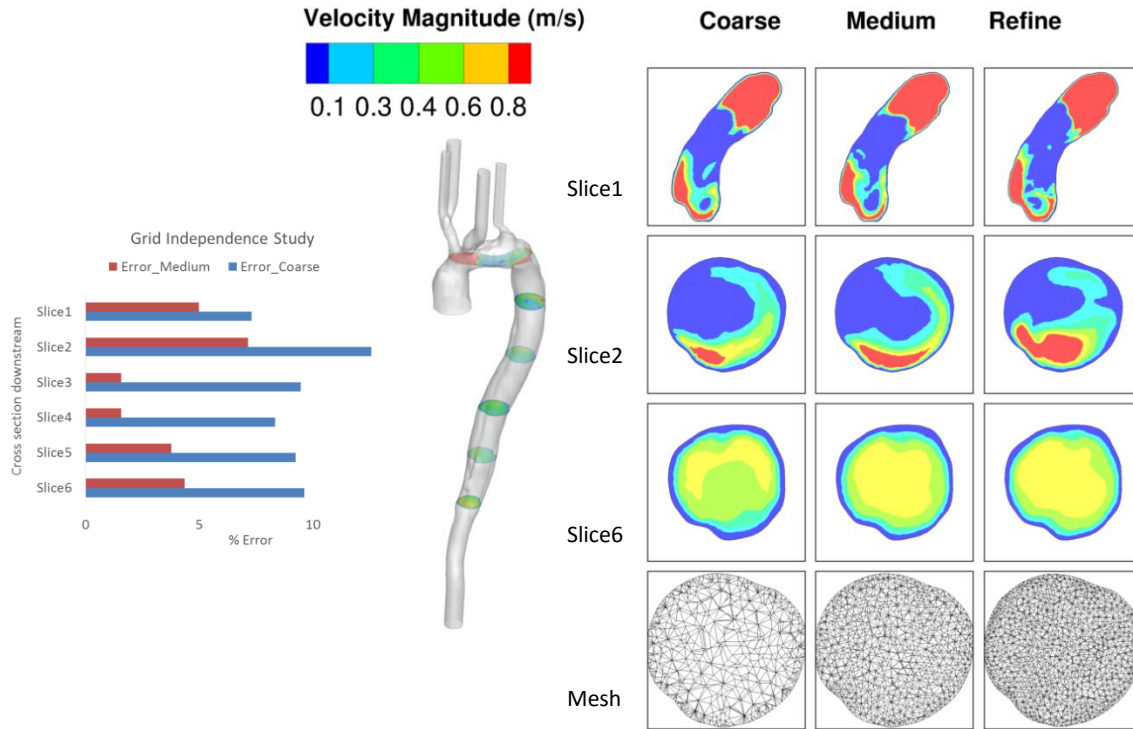 Velocity Magnitude (m/s)
0.1 0.3 0.4 0.6 0.8
Grid Independence Study
Error_Medium Error_Coarse
Cross section downstream
Slice1
Slice2
Slice3
Slice4
Slice5
Slice6
0 5 10
% Error
Coarse Medium Refine
Slice1
Slice2
Slice6
Mesh